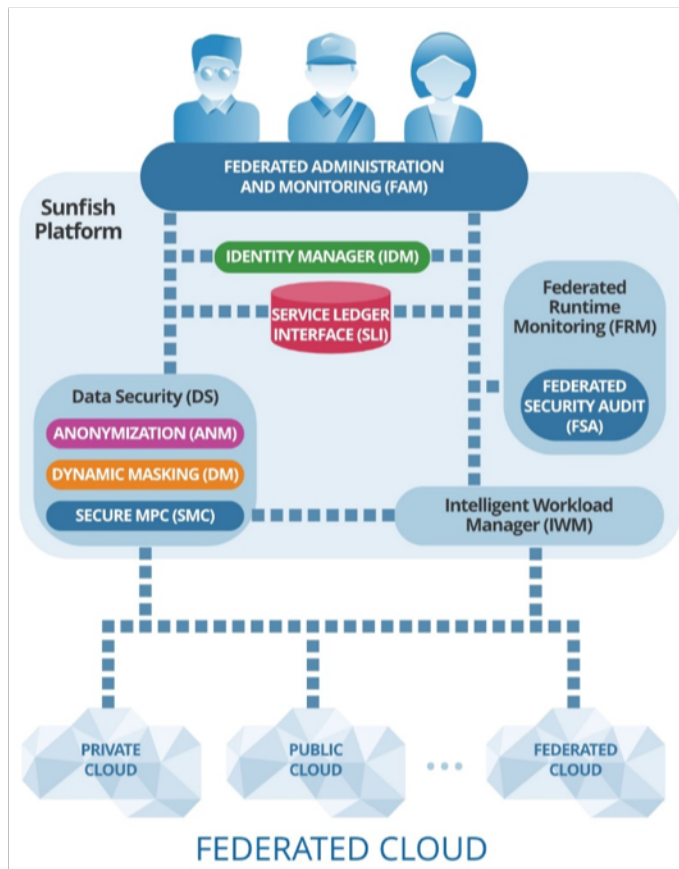 FEDERATED ADMINISTRATION
AND MONITORING (FAM)
Sunfish
Platform
IDENTITY MANAGER (IDM)
SERVICE LEDGER
INTERFACE (SLI)
Federated
Runtime
Monitoring (FRM)
FEDERATED
SECURITY AUDIT
(FSA)
Data Security (DS)
ANONYMIZATION (ANM)
DYNAMIC MASKING (DM)
SECURE MPC (SMC)
Intelligent Workload
Manager (IWM)
PRIVATE
CLOUD
PUBLIC
CLOUD
FEDERATED
CLOUD
FEDERATED CLOUD